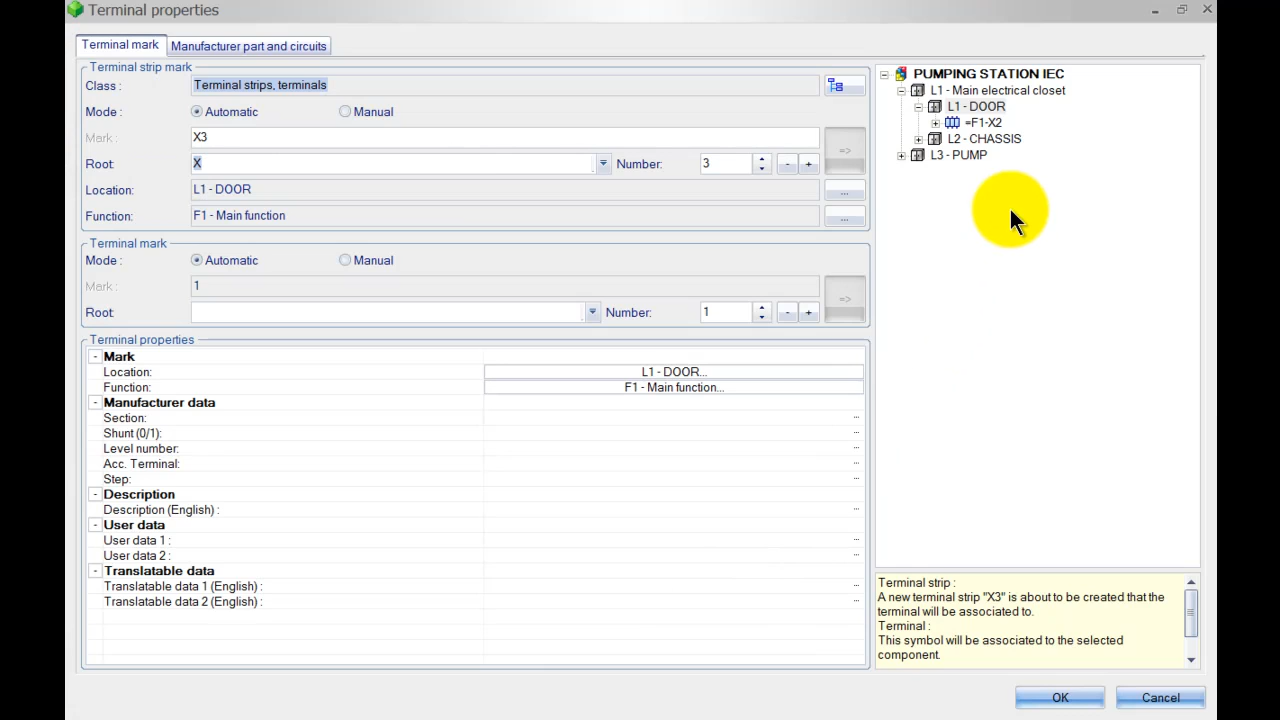 Terminal properties
Terminal mark
Manufacturer part and circuits
Terminal strip mark
Class :
Terminal strips, terminals
Mode :
Automatic
Manual
Mark :
X3
Root:
X
Number:
3
- +
=>
Location:
L1 - DOOR
...
Function:
F1 - Main function
...
Terminal mark
Mode :
Automatic
Manual
Mark :
1
=>
Root:
Number:
1
- +
Terminal properties
- Mark
Location:
L1 - DOOR...
Function:
F1 - Main function...
- Manufacturer data
Section:
...
Shunt (0/1):
...
Level number:
...
Acc. Terminal:
...
Step:
...
- Description
Description (English) :
...
- User data
User data 1 :
...
User data 2 :
...
- Translatable data
Translatable data 1 (English) :
...
Translatable data 2 (English) :
...
PUMPING STATION IEC
L1 - Main electrical closet
L1 - DOOR
=F1-X2
L2 - CHASSIS
L3 - PUMP
Terminal strip :
A new terminal strip "X3" is about to be created that the
terminal will be associated to.
Terminal :
This symbol will be associated to the selected
component.
OK
Cancel